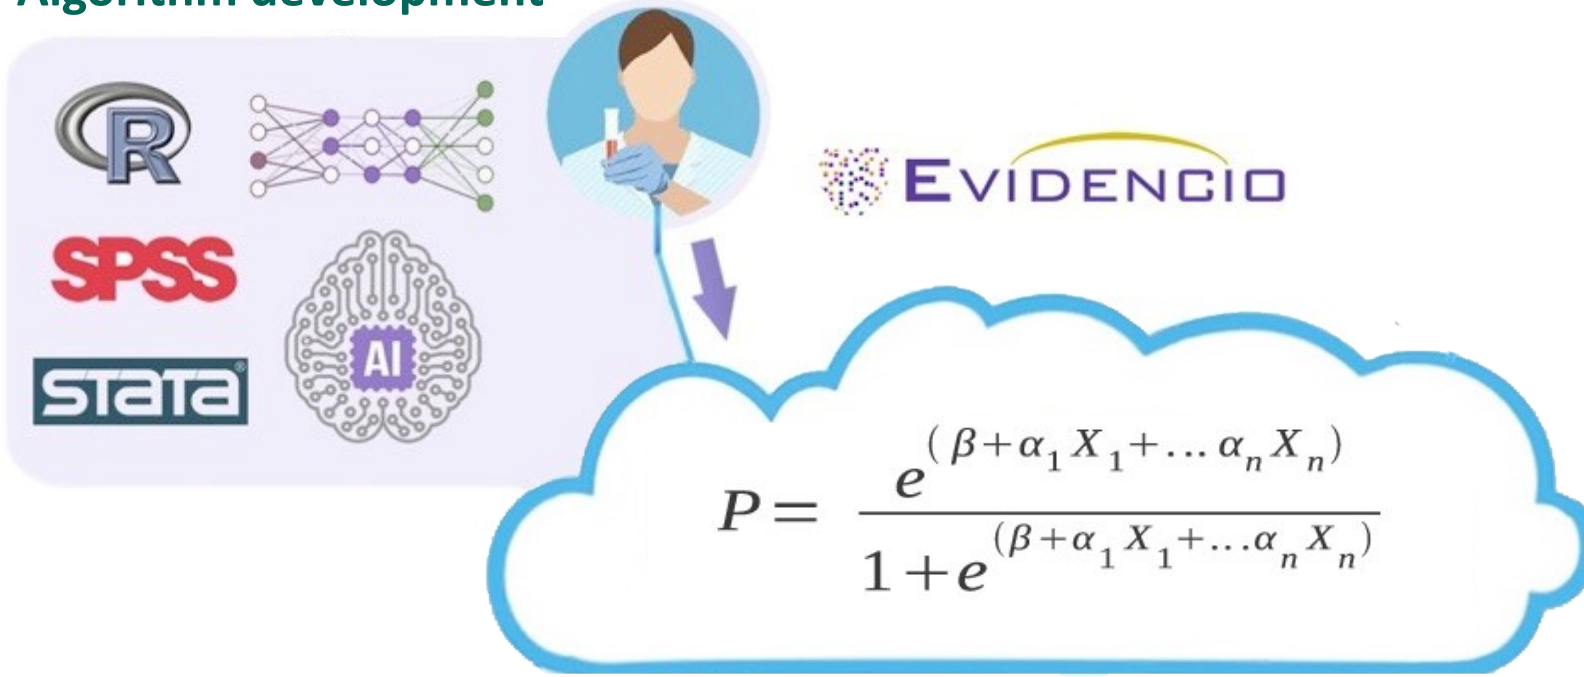 Algorithm development
R
SPSS
STATA®
AI
EVIDENCIO
P = e^(β+α₁X₁+...αₙXₙ) / 1+e^(β+α₁X₁+...αₙXₙ)